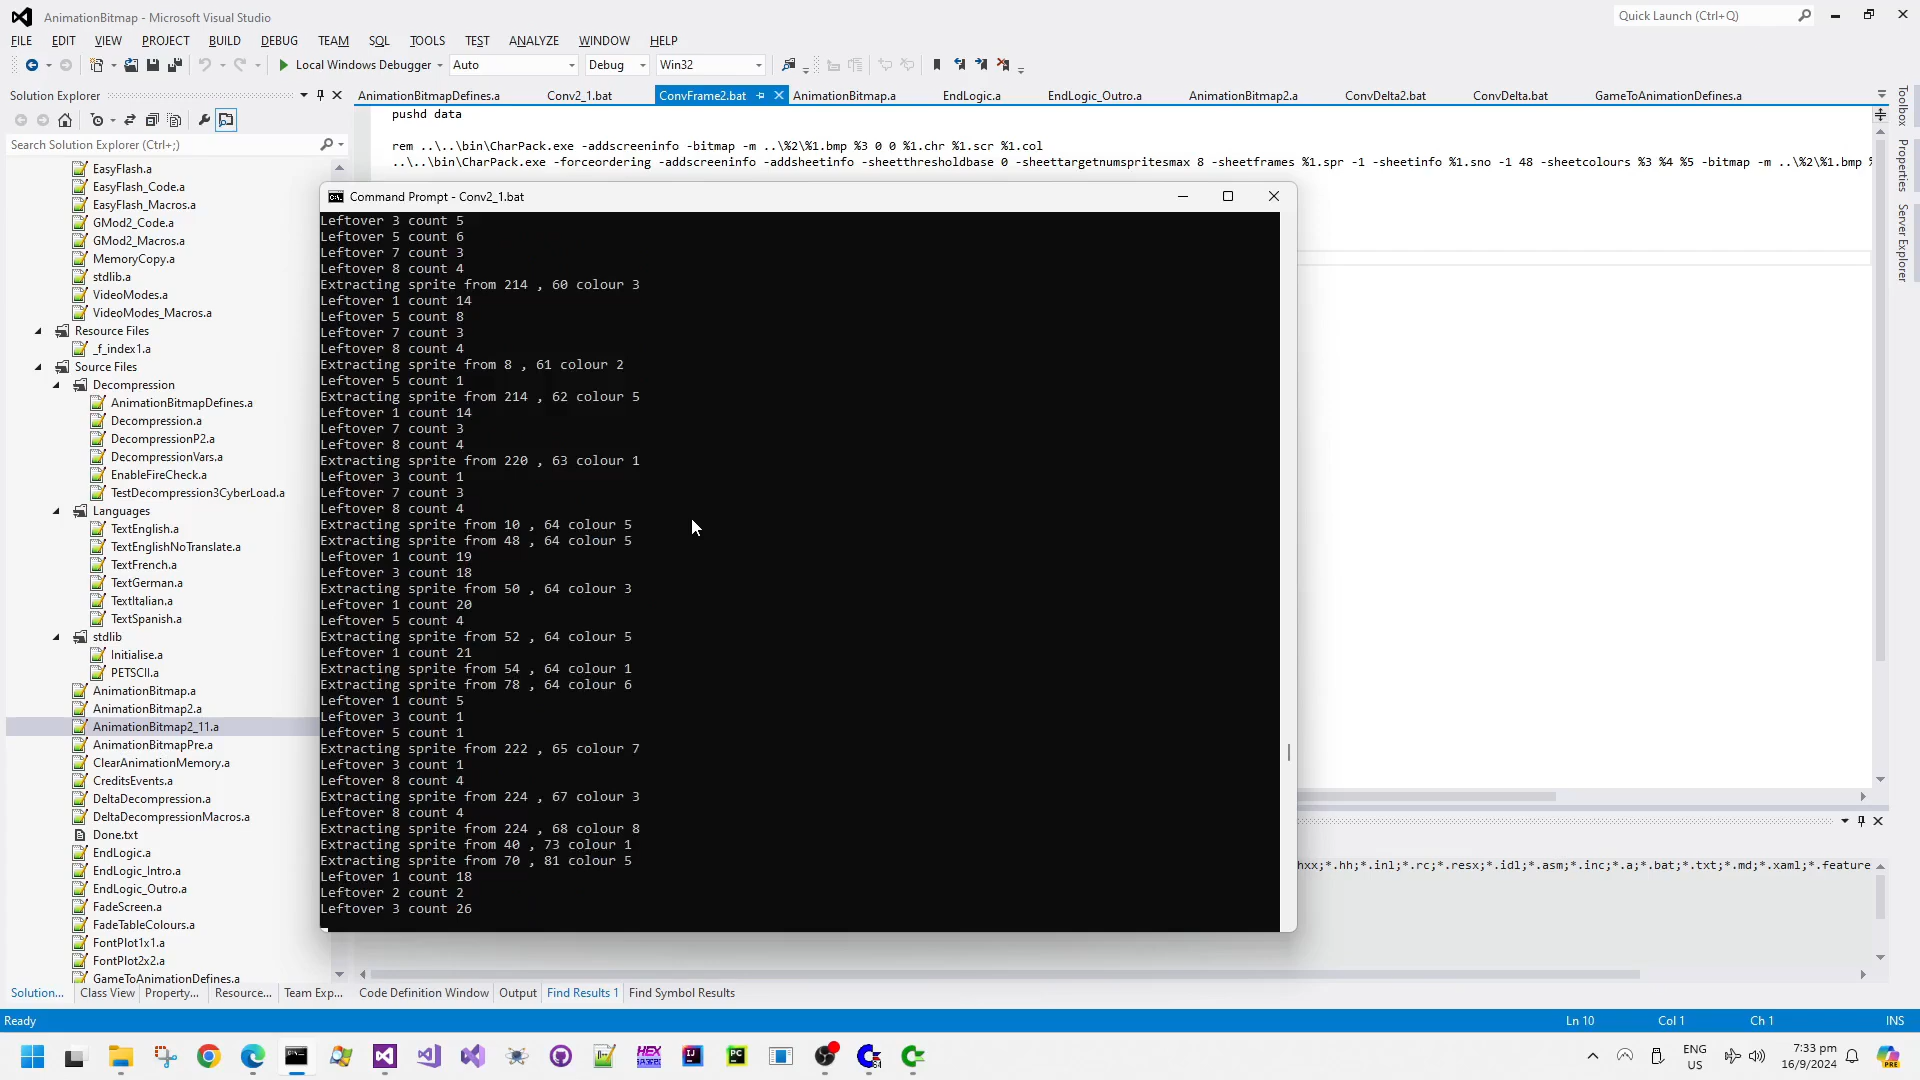 AnimationBitmap - Microsoft Visual Studio
Quick Launch (Ctrl+Q)
FILE EDIT VIEW PROJECT BUILD DEBUG TEAM SQL TOOLS TEST ANALYZE WINDOW HELP
Local Windows Debugger Auto Debug Win32
Solution Explorer
AnimationBitmapDefines.a Conv2_1.bat ConvFrame2.bat AnimationBitmap.a EndLogic.a EndLogic_Outro.a AnimationBitmap2.a ConvDelta2.bat ConvDelta.bat GameToAnimationDefines.a
Search Solution Explorer (Ctrl+;)
EasyFlash.a
EasyFlash_Code.a
EasyFlash_Macros.a
GMod2_Code.a
GMod2_Macros.a
MemoryCopy.a
stdlib.a
VideoModes.a
VideoModes_Macros.a
Resource Files
_f_index1.a
Source Files
Decompression
AnimationBitmapDefines.a
Decompression.a
DecompressionP2.a
DecompressionVars.a
EnableFireCheck.a
TestDecompression3CyberLoad.a
Languages
TextEnglish.a
TextEnglishNoTranslate.a
TextFrench.a
TextGerman.a
TextItalian.a
TextSpanish.a
stdlib
Initialise.a
PETSCII.a
AnimationBitmap.a
AnimationBitmap2.a
AnimationBitmap2_11.a
AnimationBitmapPre.a
ClearAnimationMemory.a
CreditsEvents.a
DeltaDecompression.a
DeltaDecompressionMacros.a
Done.txt
EndLogic.a
EndLogic_Intro.a
EndLogic_Outro.a
FadeScreen.a
FadeTableColours.a
FontPlot1x1.a
FontPlot2x2.a
GameToAnimationDefines.a
pushd data
rem ..\..\bin\CharPack.exe -addscreeninfo -bitmap -m ..\%2\%1.bmp %3 0 0 %1.chr %1.scr %1.col
..\..\bin\CharPack.exe -forceordering -addscreeninfo -addsheetinfo -sheetthresholdbase 0 -sheettargetnumspritesmax 8 -sheetframes %1.spr -1 -sheetinfo %1.sno -1 48 -sheetcolours %3 %4 %5 -bitmap -m ..\%2\%1.bmp
Command Prompt - Conv2_1.bat
Leftover 3 count 5
Leftover 5 count 6
Leftover 7 count 3
Leftover 8 count 4
Extracting sprite from 214 , 60 colour 3
Leftover 1 count 14
Leftover 5 count 8
Leftover 7 count 3
Leftover 8 count 4
Extracting sprite from 8 , 61 colour 2
Leftover 5 count 1
Extracting sprite from 214 , 62 colour 5
Leftover 1 count 14
Leftover 7 count 3
Leftover 8 count 4
Extracting sprite from 220 , 63 colour 1
Leftover 3 count 1
Leftover 7 count 3
Leftover 8 count 4
Extracting sprite from 10 , 64 colour 5
Extracting sprite from 48 , 64 colour 5
Leftover 1 count 19
Leftover 3 count 18
Extracting sprite from 50 , 64 colour 3
Leftover 1 count 20
Leftover 5 count 4
Extracting sprite from 52 , 64 colour 5
Leftover 1 count 21
Extracting sprite from 54 , 64 colour 1
Extracting sprite from 78 , 64 colour 6
Leftover 1 count 5
Leftover 3 count 1
Leftover 5 count 1
Extracting sprite from 222 , 65 colour 7
Leftover 3 count 1
Leftover 8 count 4
Extracting sprite from 224 , 67 colour 3
Leftover 8 count 4
Extracting sprite from 224 , 68 colour 8
Extracting sprite from 40 , 73 colour 1
Extracting sprite from 70 , 81 colour 5
Leftover 1 count 18
Leftover 2 count 2
Leftover 3 count 26
hxx;*.hh;*.inl;*.rc;*.resx;*.idl;*.asm;*.inc;*.a;*.bat;*.txt;*.md;*.xaml;*.feature
Toolbox
Properties
Server Explorer
Solution... Class View Property... Resource... Team Exp... Code Definition Window Output Find Results 1 Find Symbol Results
Ready Ln 10 Col 1 Ch 1 INS
ENG
US
7:33 pm
16/9/2024